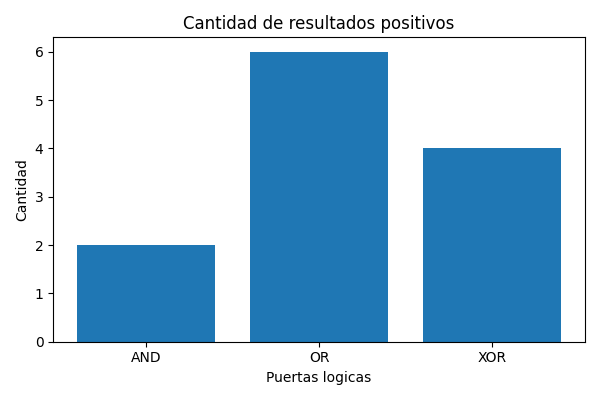 Cantidad de resultados positivos
6
5
4
3
2
1
0
Cantidad
AND OR XOR
Puertas logicas